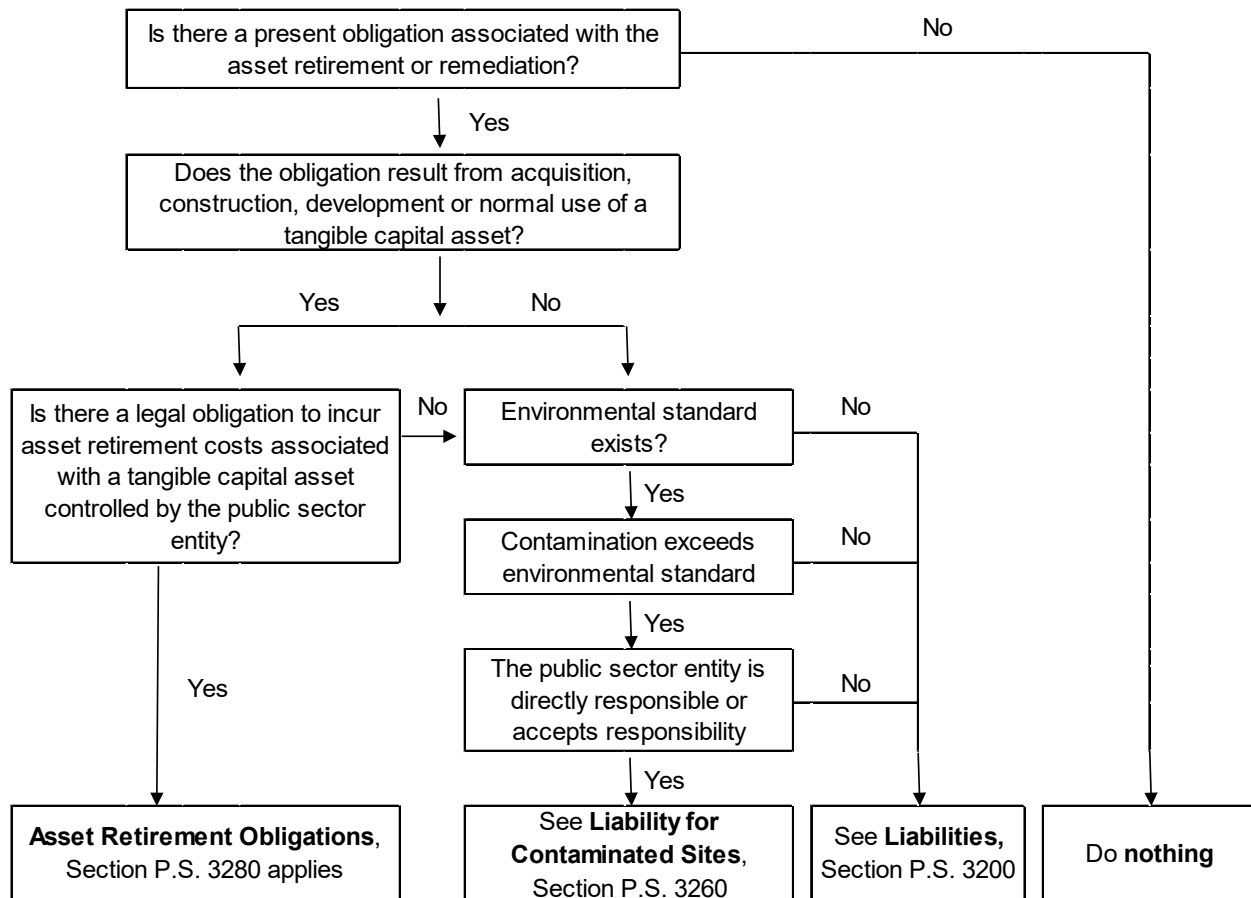 Is there a present obligation associated with the
asset retirement or remediation?
No
Yes
Does the obligation result from acquisition,
construction, development or normal use of a
tangible capital asset?
Yes
No
Is there a legal obligation to incur
asset retirement costs associated
with a tangible capital asset
controlled by the public sector
entity?
No
Environmental standard
exists?
No
Yes
Contamination exceeds
environmental standard
No
Yes
The public sector entity is
directly responsible or
accepts responsibility
No
Yes
Yes
Asset Retirement Obligations,
Section P.S. 3280 applies
See Liability for
Contaminated Sites,
Section P.S. 3260
See Liabilities,
Section P.S. 3200
Do nothing